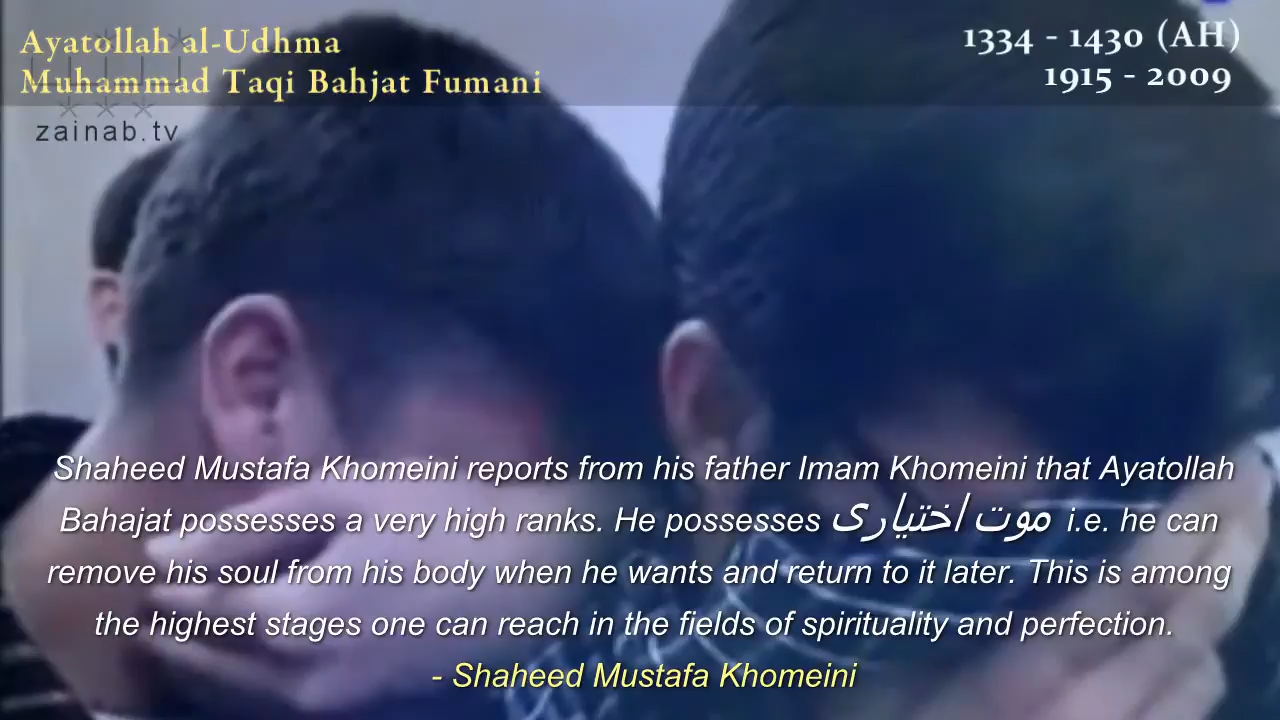 Ayatollah al-Udhma
Muhammad Taqi Bahjat Fumani
1334 - 1430 (AH)
1915 - 2009
zainab.tv
Shaheed Mustafa Khomeini reports from his father Imam Khomeini that Ayatollah
Bahajat possesses a very high ranks. He possesses موت اختیاری i.e. he can
remove his soul from his body when he wants and return to it later. This is among
the highest stages one can reach in the fields of spirituality and perfection.
- Shaheed Mustafa Khomeini